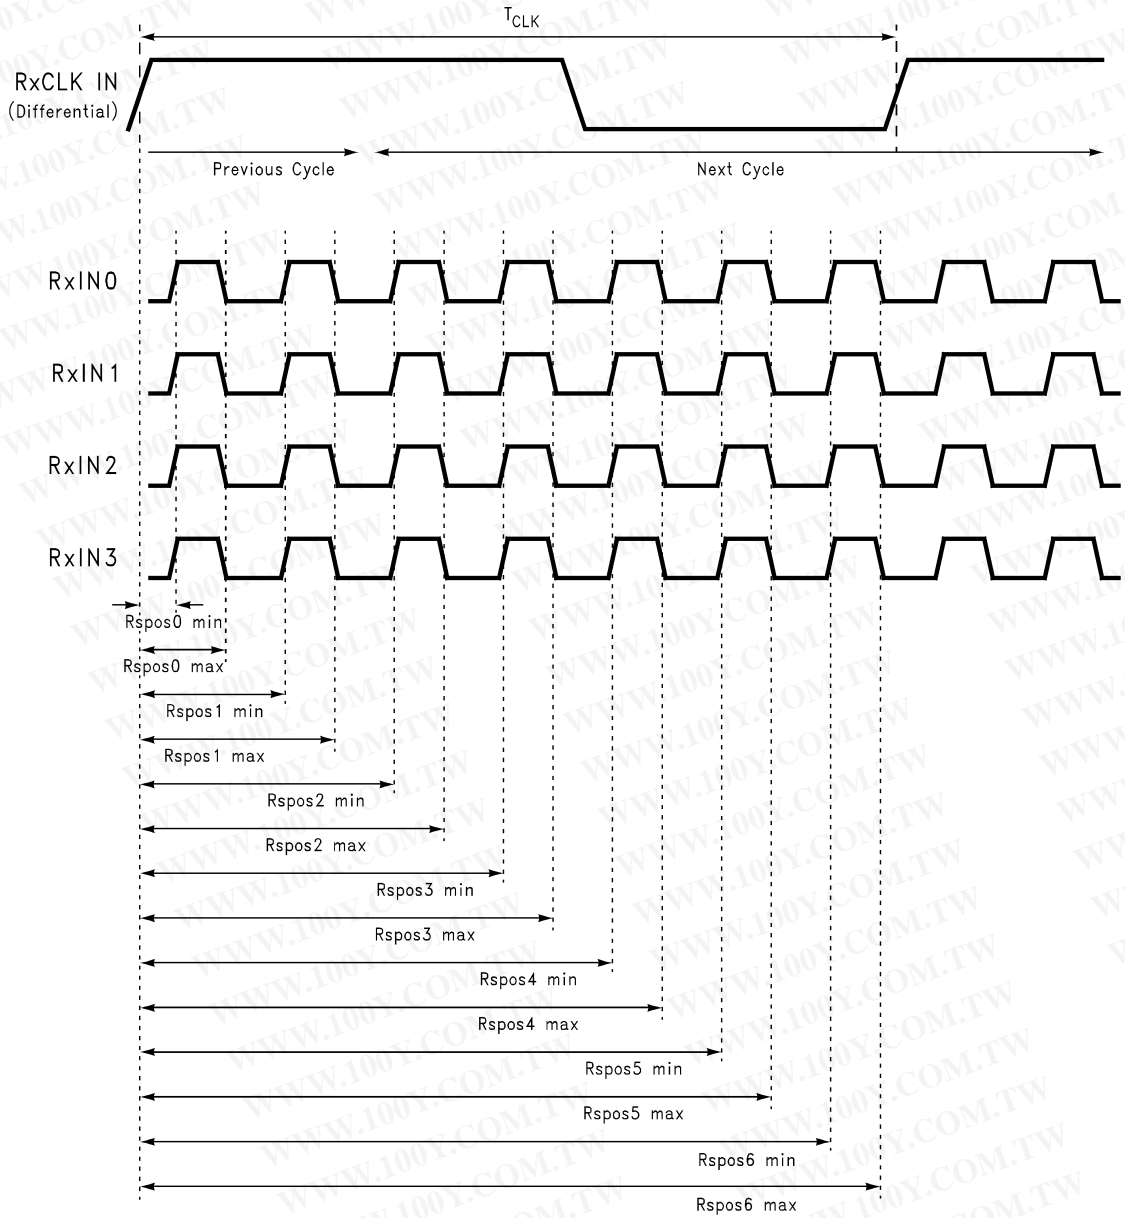 TCLK
RxCLK IN
(Differential)
Previous Cycle
Next Cycle
RxIN0
RxIN1
RxIN2
RxIN3
Rspos0 min
Rspos0 max
Rspos1 min
Rspos1 max
Rspos2 min
Rspos2 max
Rspos3 min
Rspos3 max
Rspos4 min
Rspos4 max
Rspos5 min
Rspos5 max
Rspos6 min
Rspos6 max
WWW.100Y.COM.TW